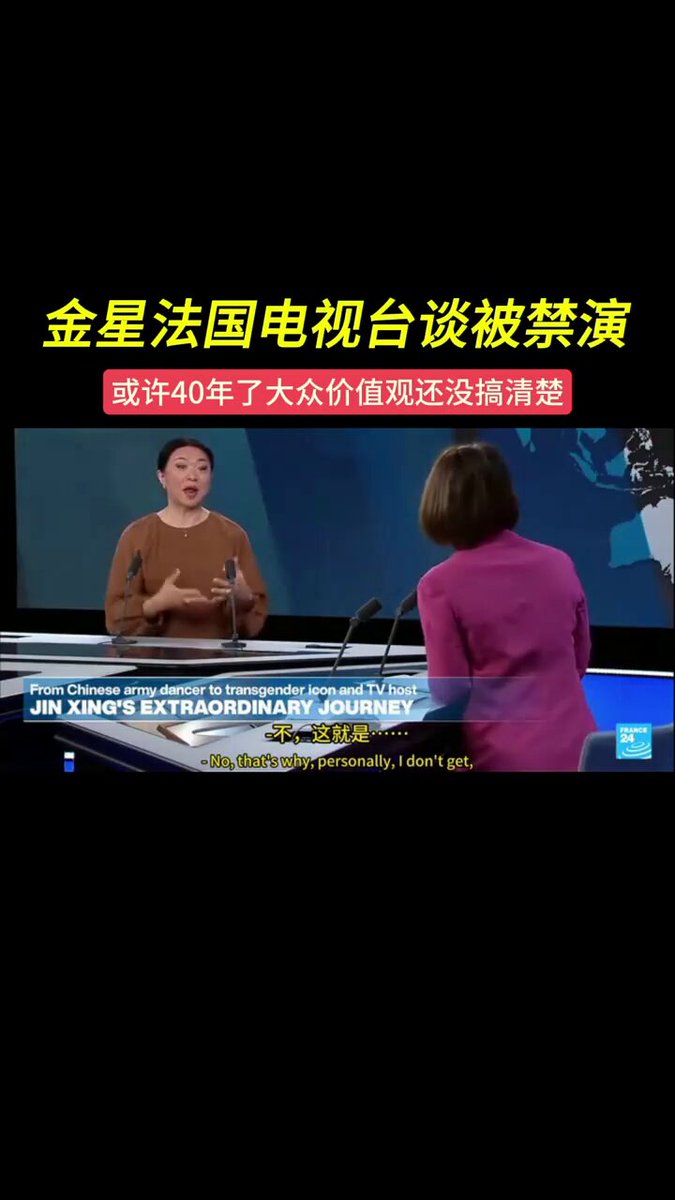 金星法国电视台谈被禁演
或许40年了大众价值观还没搞清楚
From Chinese army dancer to transgender icon and TV host
JIN XING'S EXTRAORDINARY JOURNEY
FRANCE
24
-不，这就是……
- No, that's why, personally, I don't get,